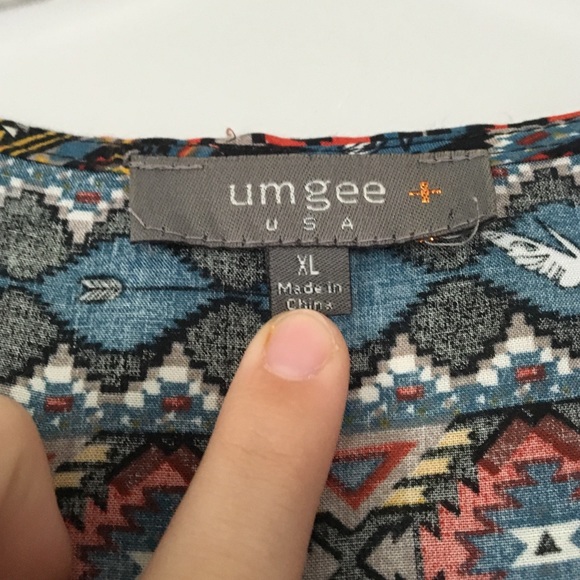 umgee +
USA
XL
Made in
China